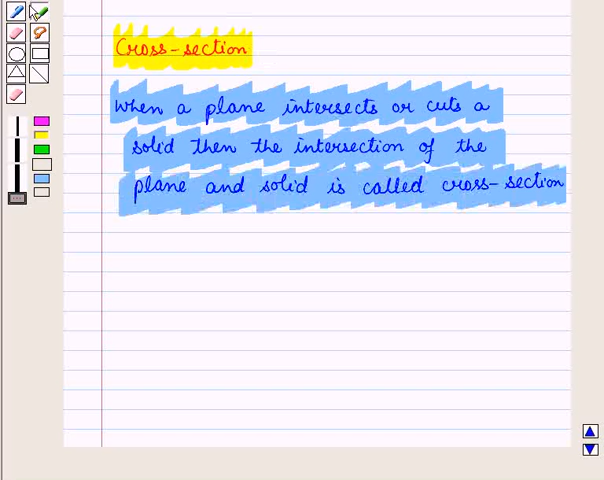 Cross-section
When a plane intersects or cuts a
solid then the intersection of the
plane and solid is called cross-section